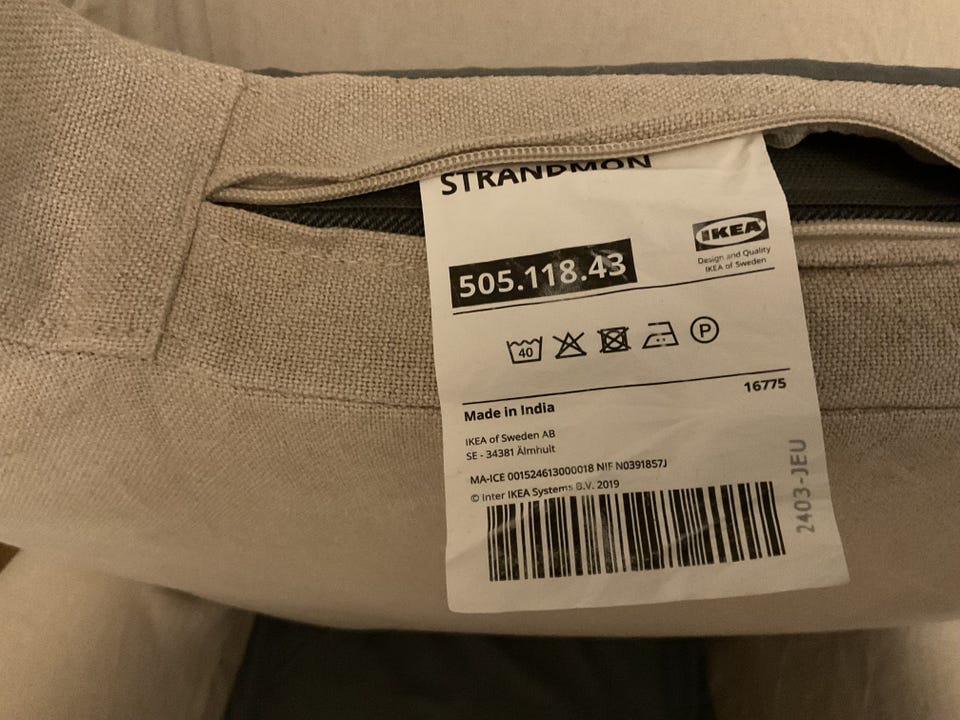 STRANDMON
IKEA
Design and Quality
IKEA of Sweden
505.118.43
40
P
16775
Made in India
IKEA of Sweden AB
SE - 34381 Älmhult
MA-ICE 001524613000018 NIF N0391857J
© Inter IKEA Systems B.V. 2019
2403-JEU